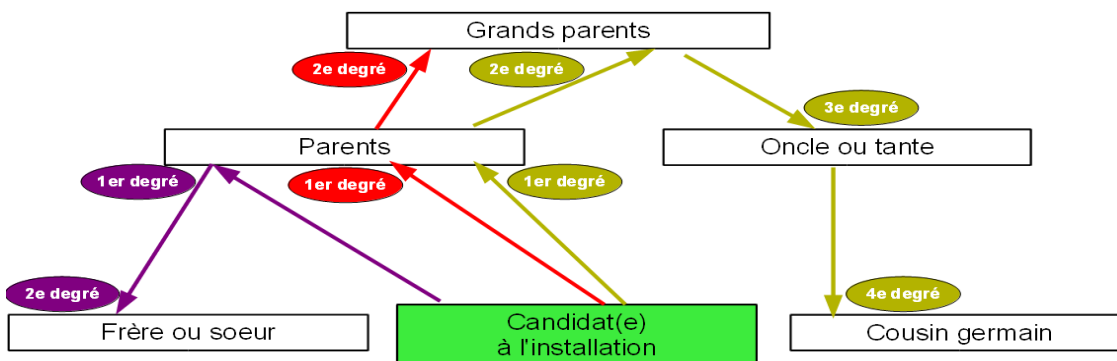 Grands parents
2e degré
2e degré
3e degré
Parents
Oncle ou tante
1er degré
1er degré
1er degré
2e degré
4e degré
Frère ou soeur
Candidat(e)
à l'installation
Cousin germain